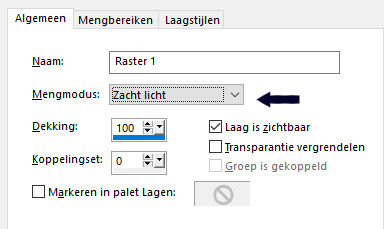 Algemeen Mengbereiken Laagstijlen
Naam: Raster 1
Mengmodus: Zacht licht
Dekking: 100 Laag is zichtbaar
Transparantie vergrendelen
Koppelingset: 0 Groep is gekoppeld
Markeren in palet Lagen: